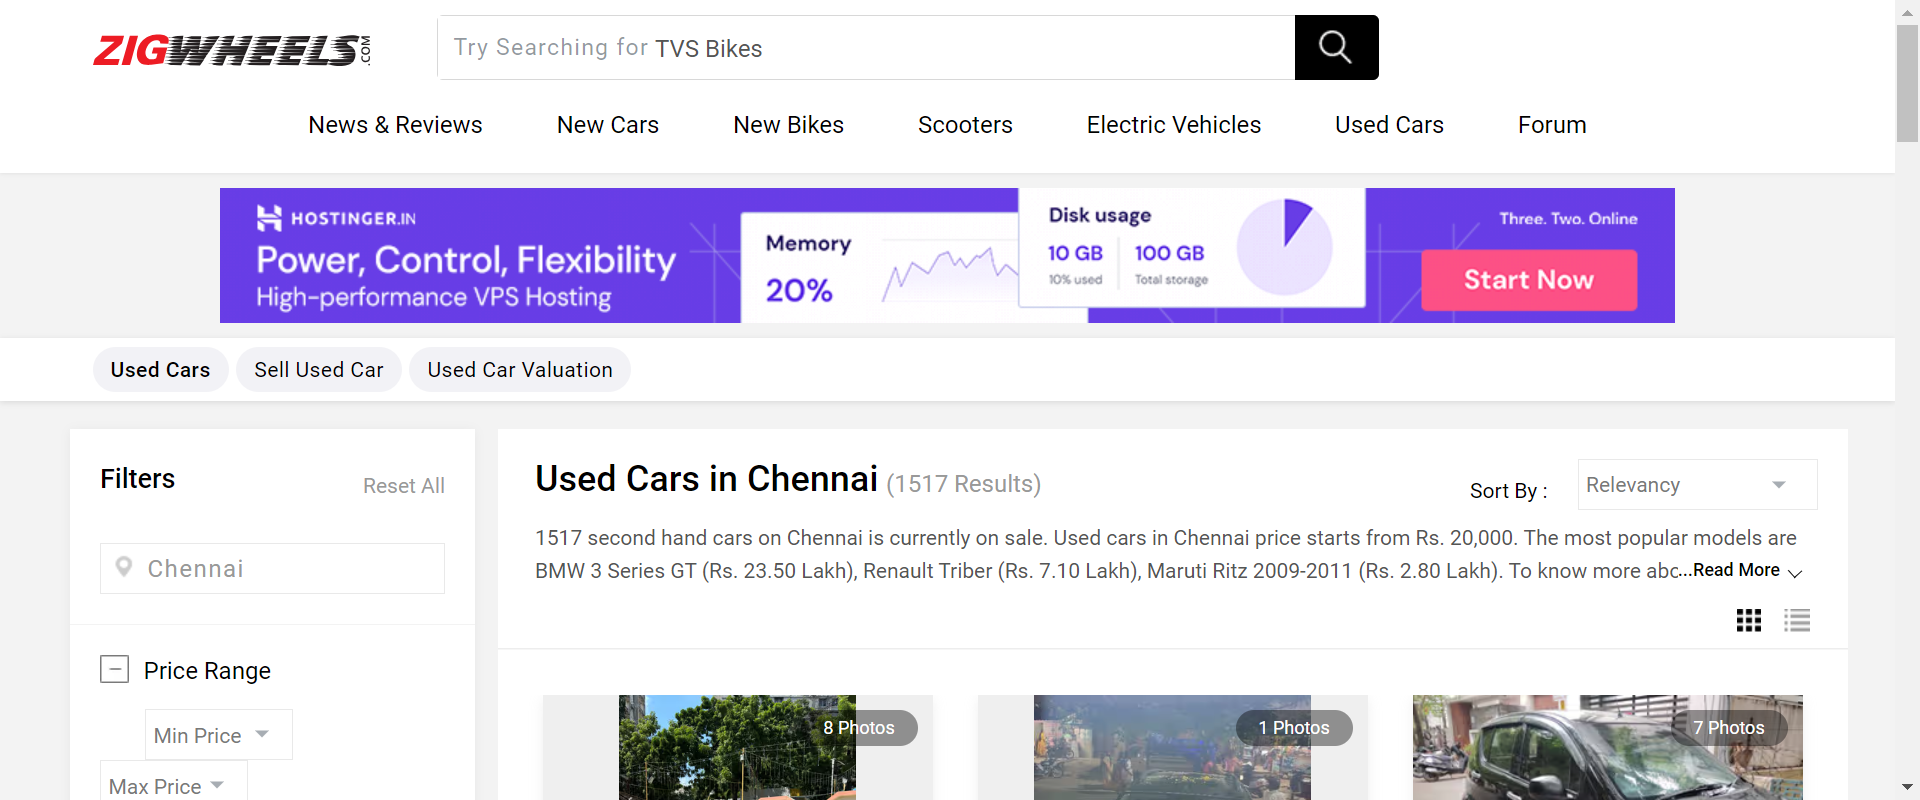 ZIGWHEELS.COM
Try Searching for TVS Bikes
News & Reviews New Cars New Bikes Scooters Electric Vehicles Used Cars Forum
HOSTINGER.IN
Power, Control, Flexibility
High-performance VPS Hosting
Memory
20%
Disk usage
10 GB 100 GB
10% used Total storage
Three. Two. Online
Start Now
Used Cars Sell Used Car Used Car Valuation
Filters
Reset All
Chennai
Price Range
Min Price
Max Price
Used Cars in Chennai (1517 Results)
Sort By : Relevancy
1517 second hand cars on Chennai is currently on sale. Used cars in Chennai price starts from Rs. 20,000. The most popular models are
BMW 3 Series GT (Rs. 23.50 Lakh), Renault Triber (Rs. 7.10 Lakh), Maruti Ritz 2009-2011 (Rs. 2.80 Lakh). To know more abc...Read More
8 Photos
1 Photos
7 Photos